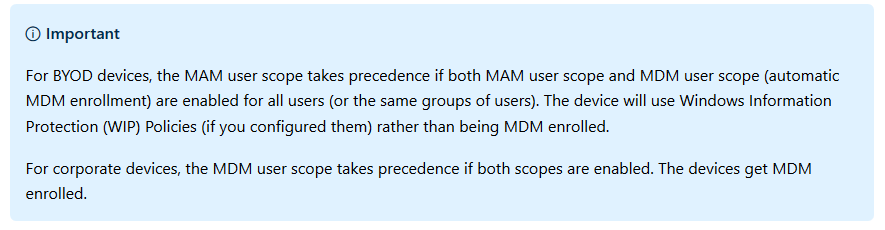 Important
For BYOD devices, the MAM user scope takes precedence if both MAM user scope and MDM user scope (automatic
MDM enrollment) are enabled for all users (or the same groups of users). The device will use Windows Information
Protection (WIP) Policies (if you configured them) rather than being MDM enrolled.
For corporate devices, the MDM user scope takes precedence if both scopes are enabled. The devices get MDM
enrolled.